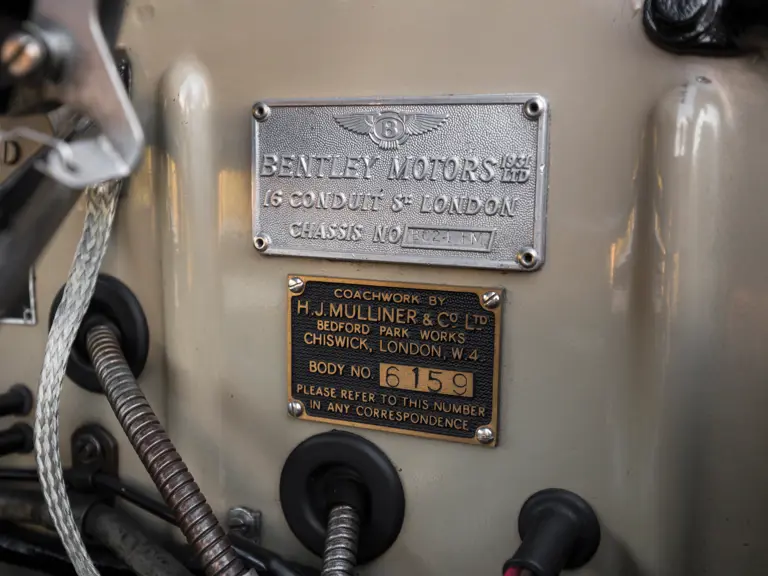 B
BENTLEY MOTORS 1931 LTD
16 CONDUIT ST LONDON
CHASSIS NO
COACHWORK BY
H.J.MULLINER & CO LTD
BEDFORD PARK WORKS
CHISWICK, LONDON, W.4.
BODY NO. 6159
PLEASE REFER TO THIS NUMBER
IN ANY CORRESPONDENCE
D